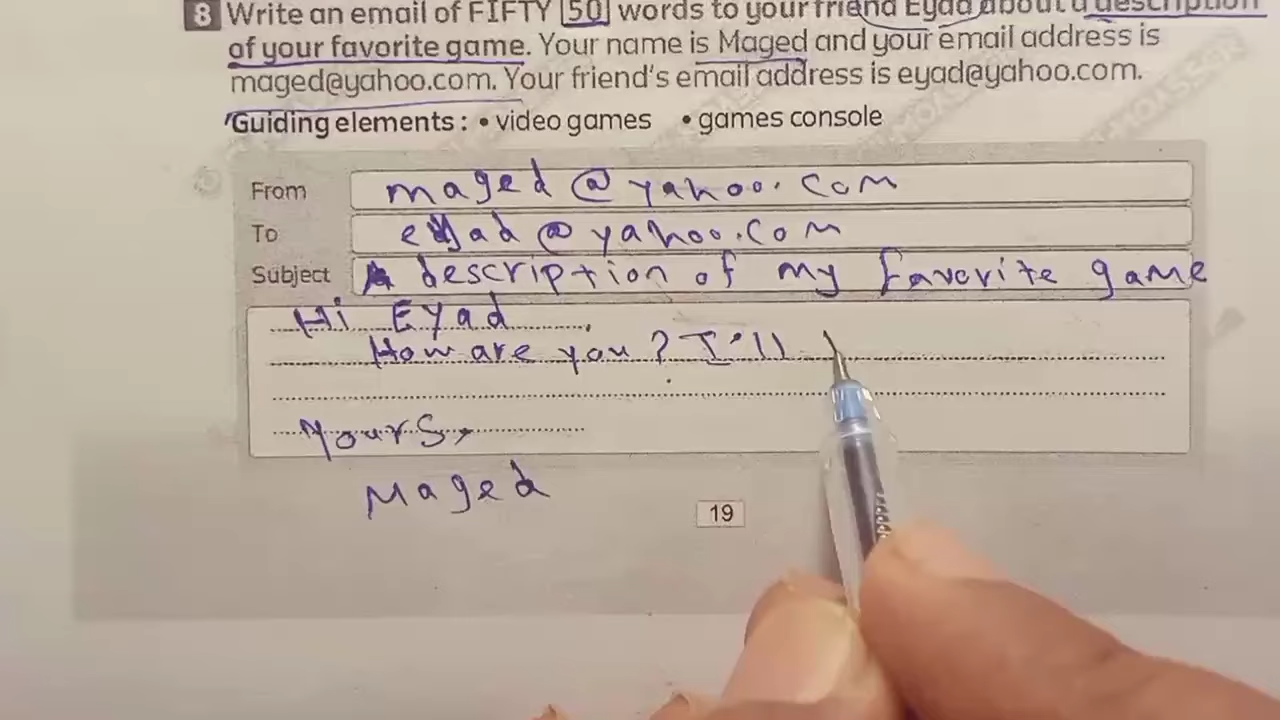 8 Write an email of FIFTY [50] words to your friend Eyad about a description
of your favorite game. Your name is Maged and your email address is
maged@yahoo.com. Your friend's email address is eyad@yahoo.com.
Guiding elements : • video games • games console
From maged@yahoo.com
To eyad@yahoo.com
Subject A description of my favorite game
Hi Eyad,
How are you? I'll
Yours,
Maged
19